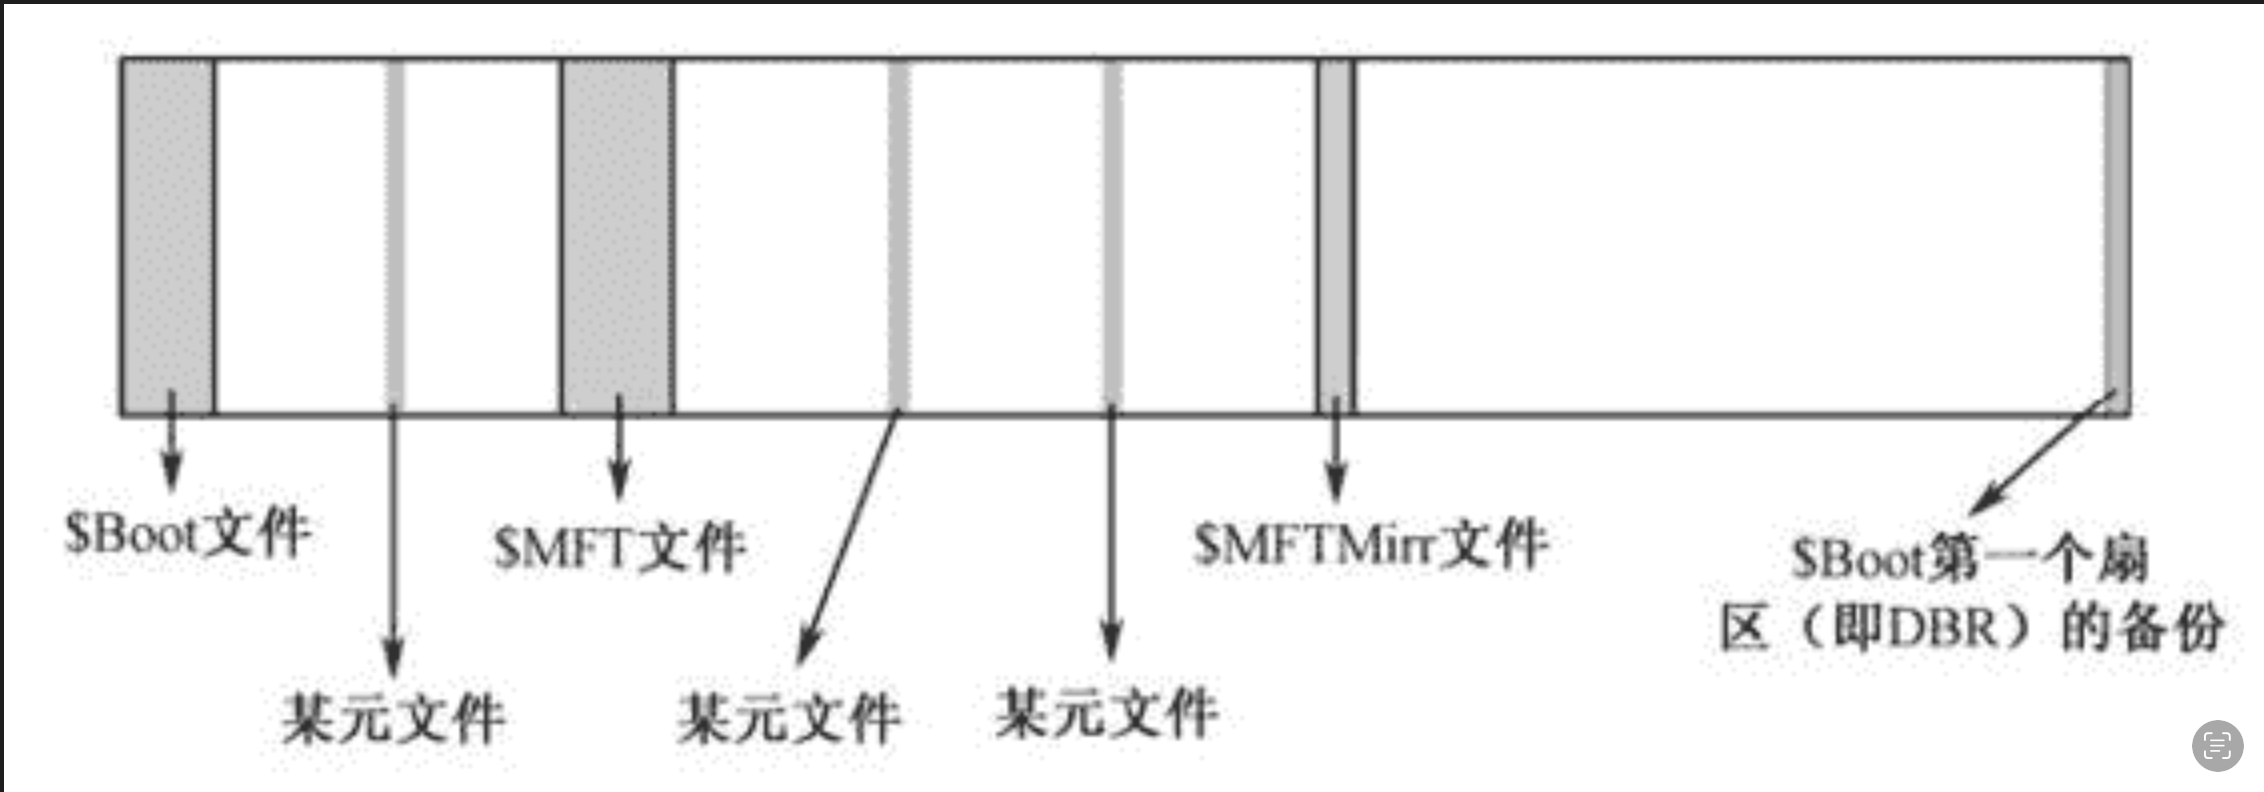 $Boot文件
$MFT文件
$MFTMirr文件
$Boot第一个扇
区（即DBR）的备份
某元文件
某元文件
某元文件